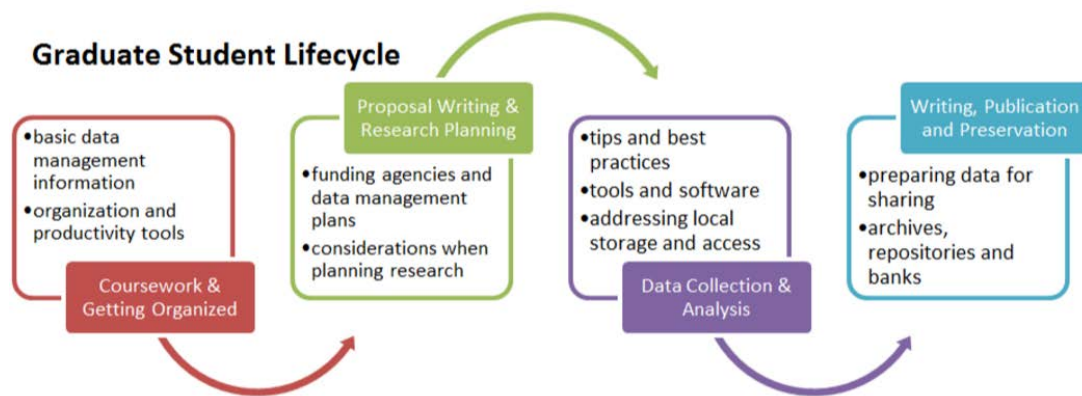 Graduate Student Lifecycle
•basic data
management
information
•organization and
productivity tools
Coursework &
Getting Organized
Proposal Writing &
Research Planning
•funding agencies and
data management
plans
•considerations when
planning research
•tips and best
practices
•tools and software
•addressing local
storage and access
Data Collection &
Analysis
Writing, Publication
and Preservation
•preparing data for
sharing
•archives,
repositories and
banks